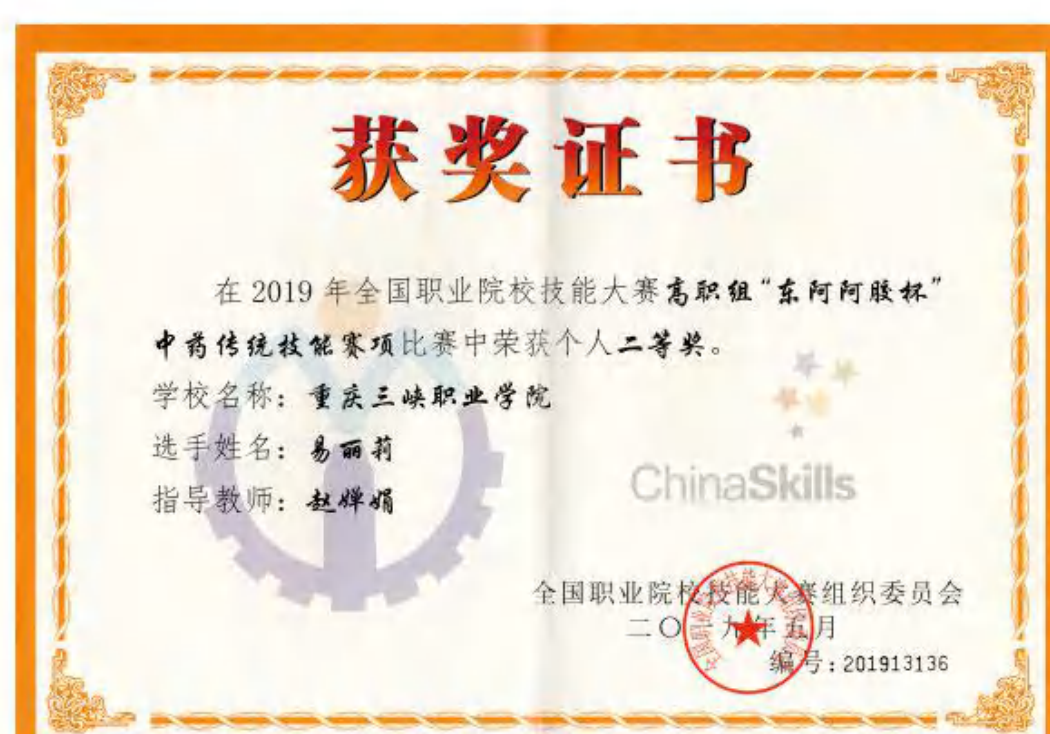 获奖证书
在2019年全国职业院校技能大赛高职组“东阿阿胶杯”
中药传统技能赛项比赛中荣获个人二等奖。
学校名称：重庆三峡职业学院
选手姓名：易丽莉
指导教师：赵婵娟
ChinaSkills
全国职业院校技能大赛组织委员会
二〇一九年五月
编号:201913136